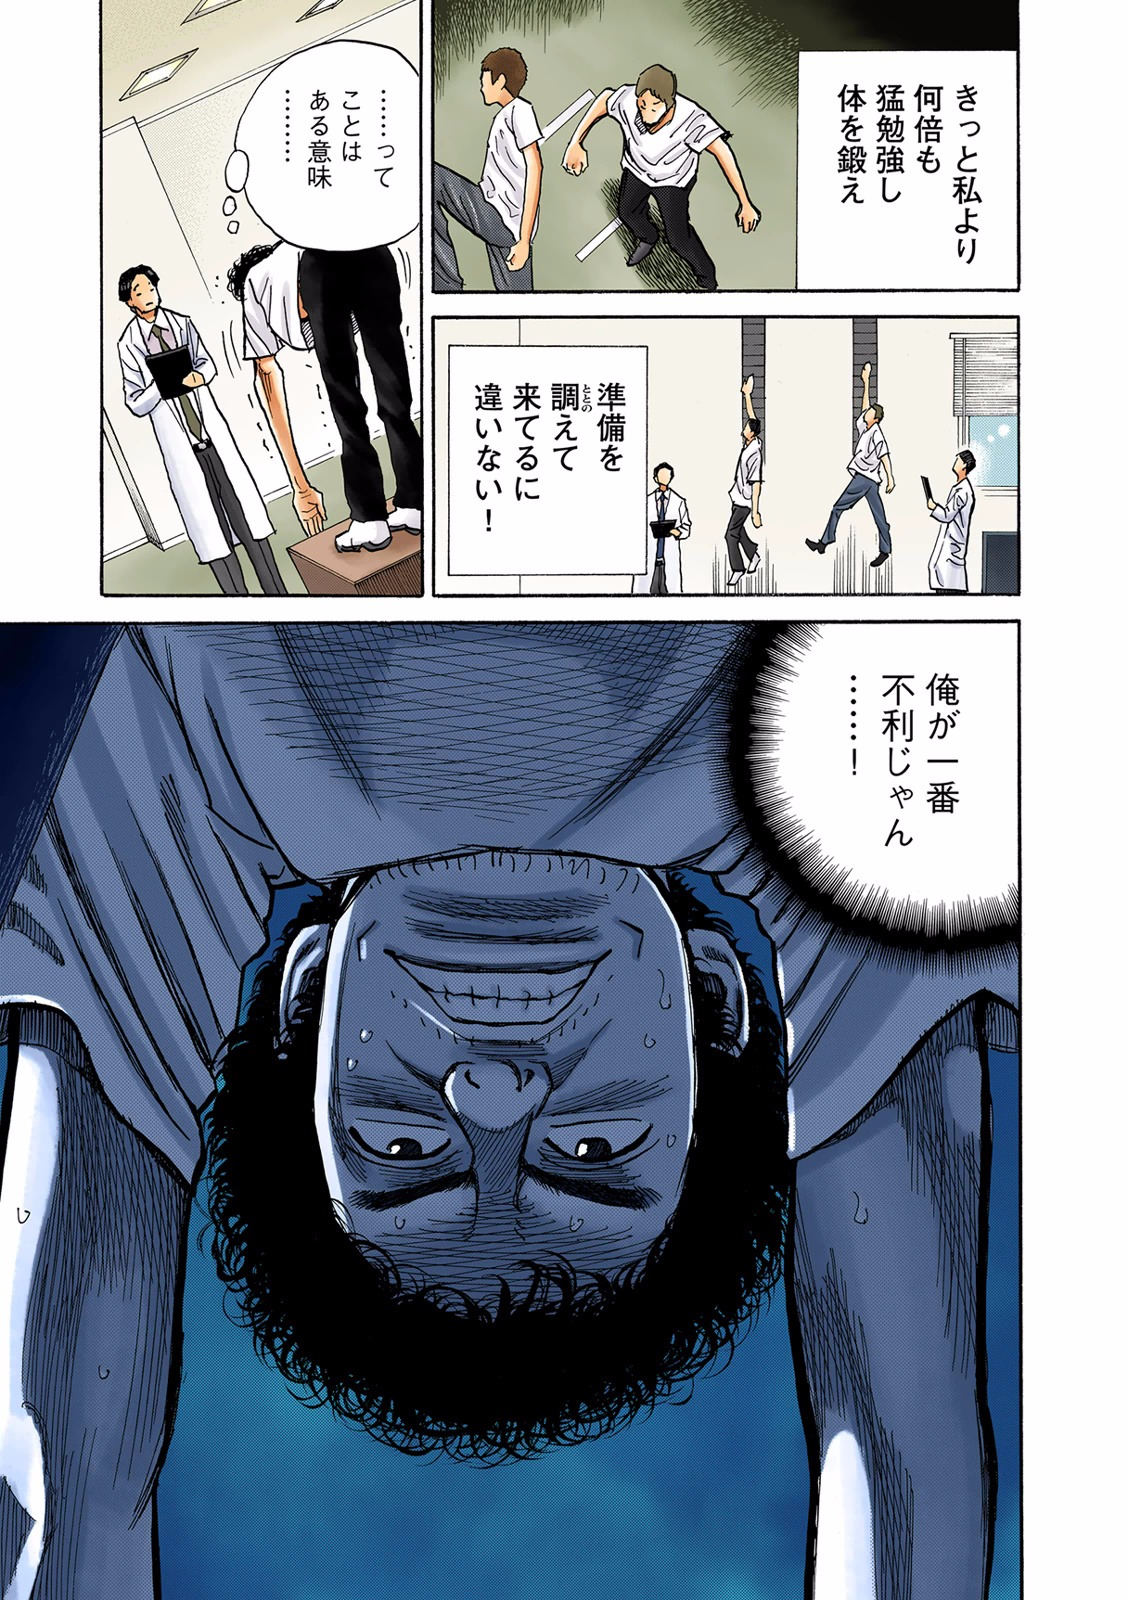 きっと私より
何倍も
猛勉強し
体を鍛え
準備を
調えて
ととの
来てるに
違いない！
……って
ことは
ある意味
………
俺が一番
不利じゃん
……！